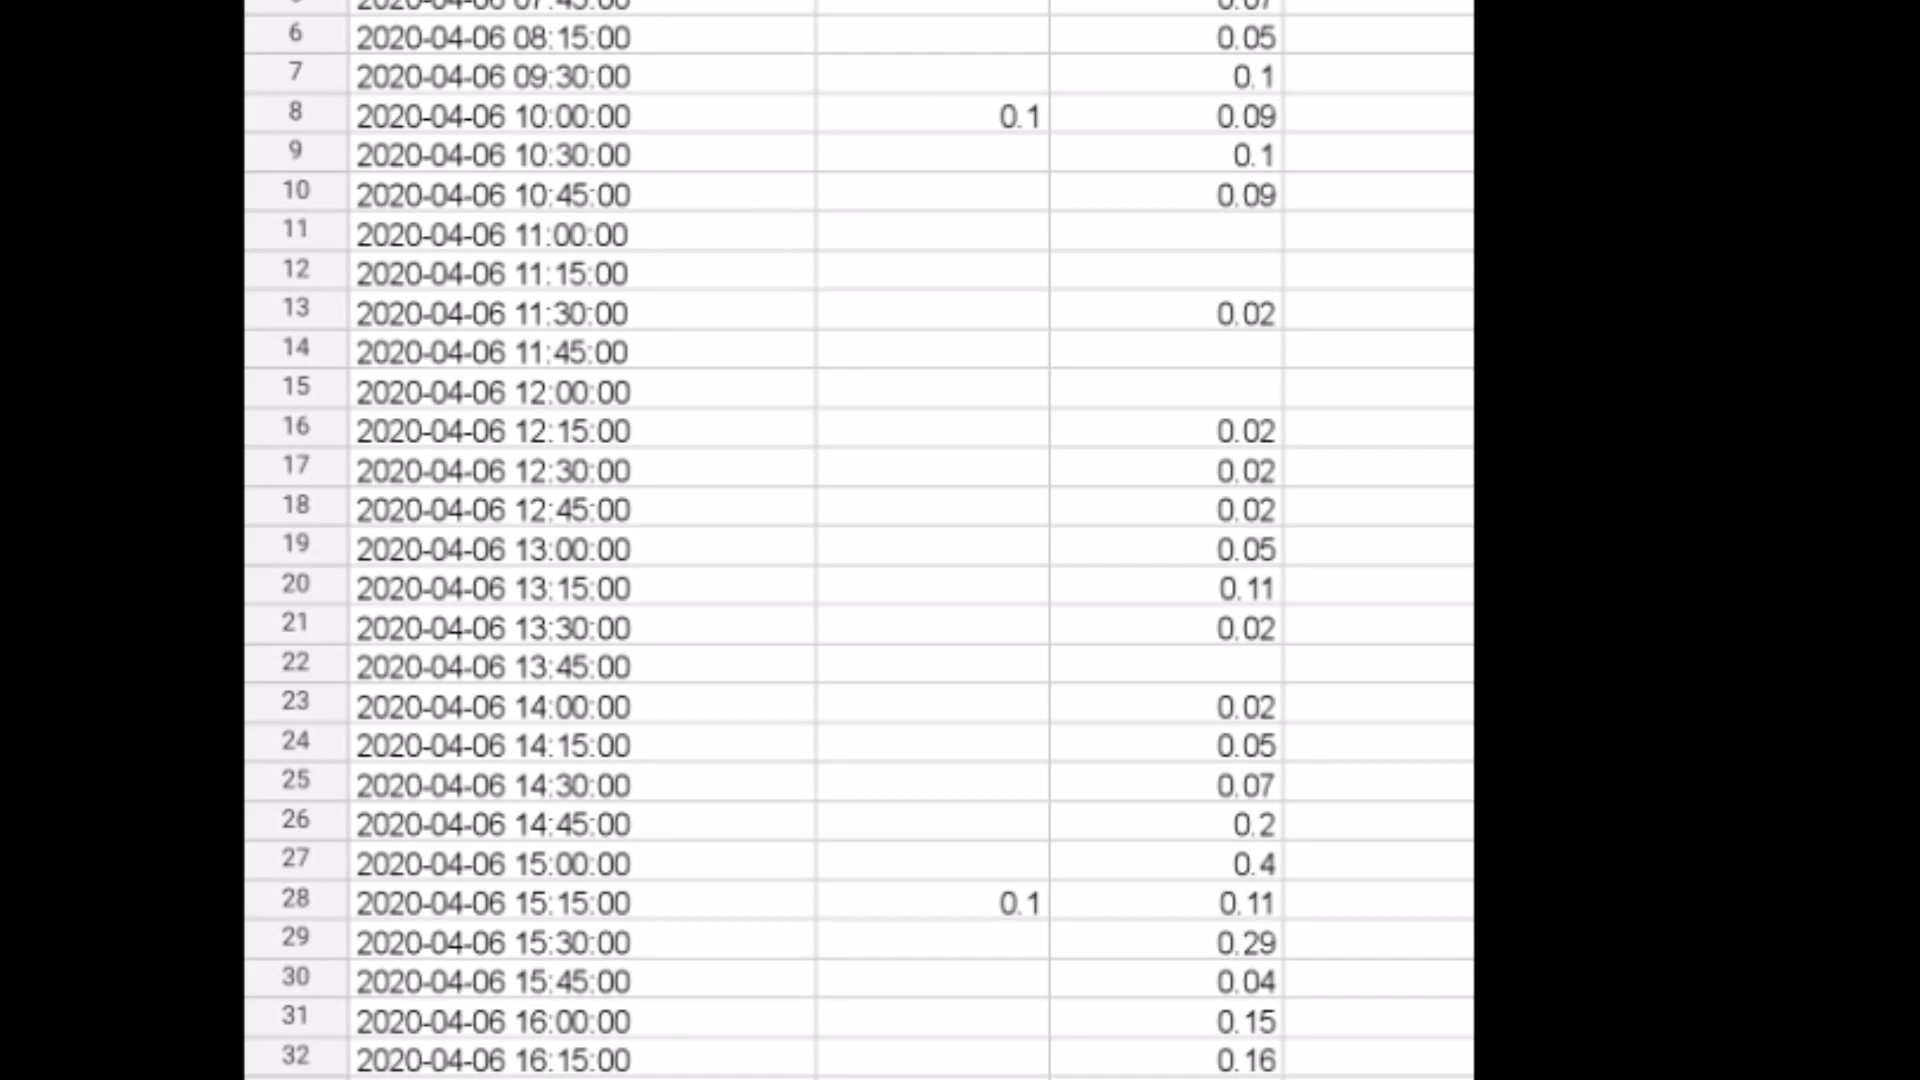 2020-04-06 07:45:00 0.07
6 2020-04-06 08:15:00 0.05
7 2020-04-06 09:30:00 0.1
8 2020-04-06 10:00:00 0.1 0.09
9 2020-04-06 10:30:00 0.1
10 2020-04-06 10:45:00 0.09
11 2020-04-06 11:00:00
12 2020-04-06 11:15:00
13 2020-04-06 11:30:00 0.02
14 2020-04-06 11:45:00
15 2020-04-06 12:00:00
16 2020-04-06 12:15:00 0.02
17 2020-04-06 12:30:00 0.02
18 2020-04-06 12:45:00 0.02
19 2020-04-06 13:00:00 0.05
20 2020-04-06 13:15:00 0.11
21 2020-04-06 13:30:00 0.02
22 2020-04-06 13:45:00
23 2020-04-06 14:00:00 0.02
24 2020-04-06 14:15:00 0.05
25 2020-04-06 14:30:00 0.07
26 2020-04-06 14:45:00 0.2
27 2020-04-06 15:00:00 0.4
28 2020-04-06 15:15:00 0.1 0.11
29 2020-04-06 15:30:00 0.29
30 2020-04-06 15:45:00 0.04
31 2020-04-06 16:00:00 0.15
32 2020-04-06 16:15:00 0.16